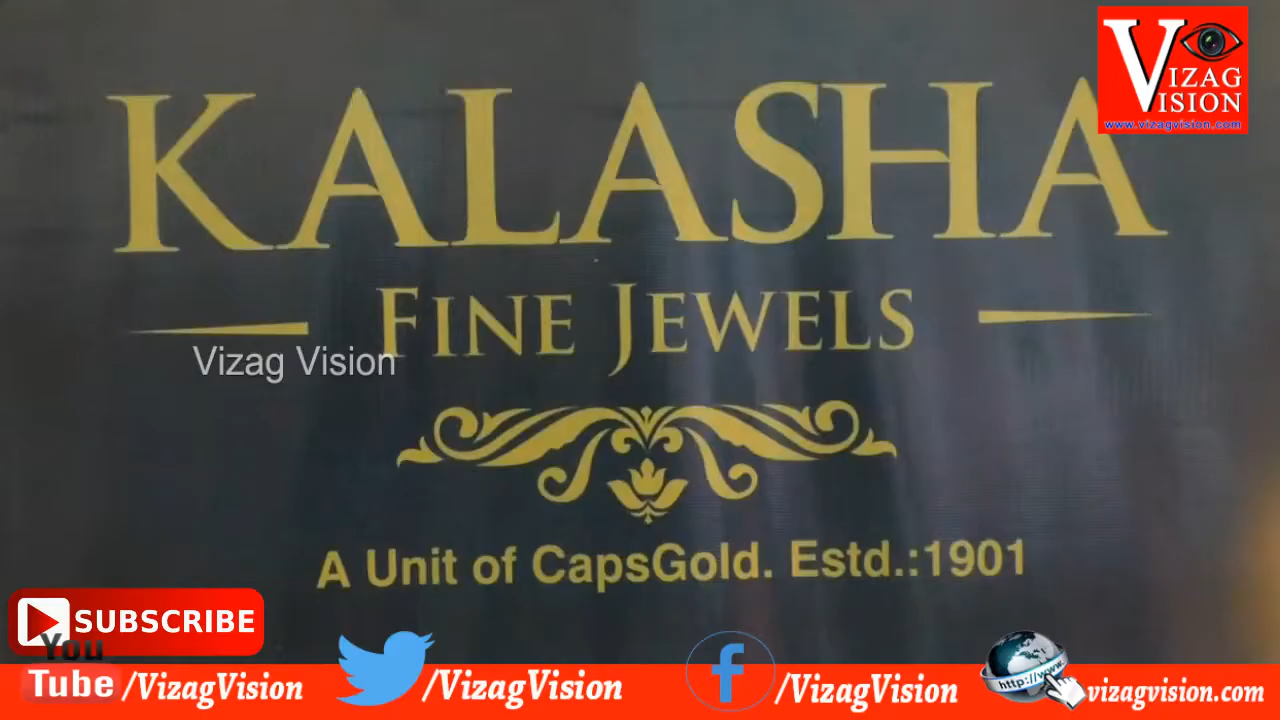 KALASHA
FINE JEWELS
A Unit of CapsGold. Estd.:1901
Vizag Vision
VIZAG
VISION
www.vizagvision.com
SUBSCRIBE
You
Tube /VizagVision
/VizagVision
/VizagVision
http://www.
vizagvision.com